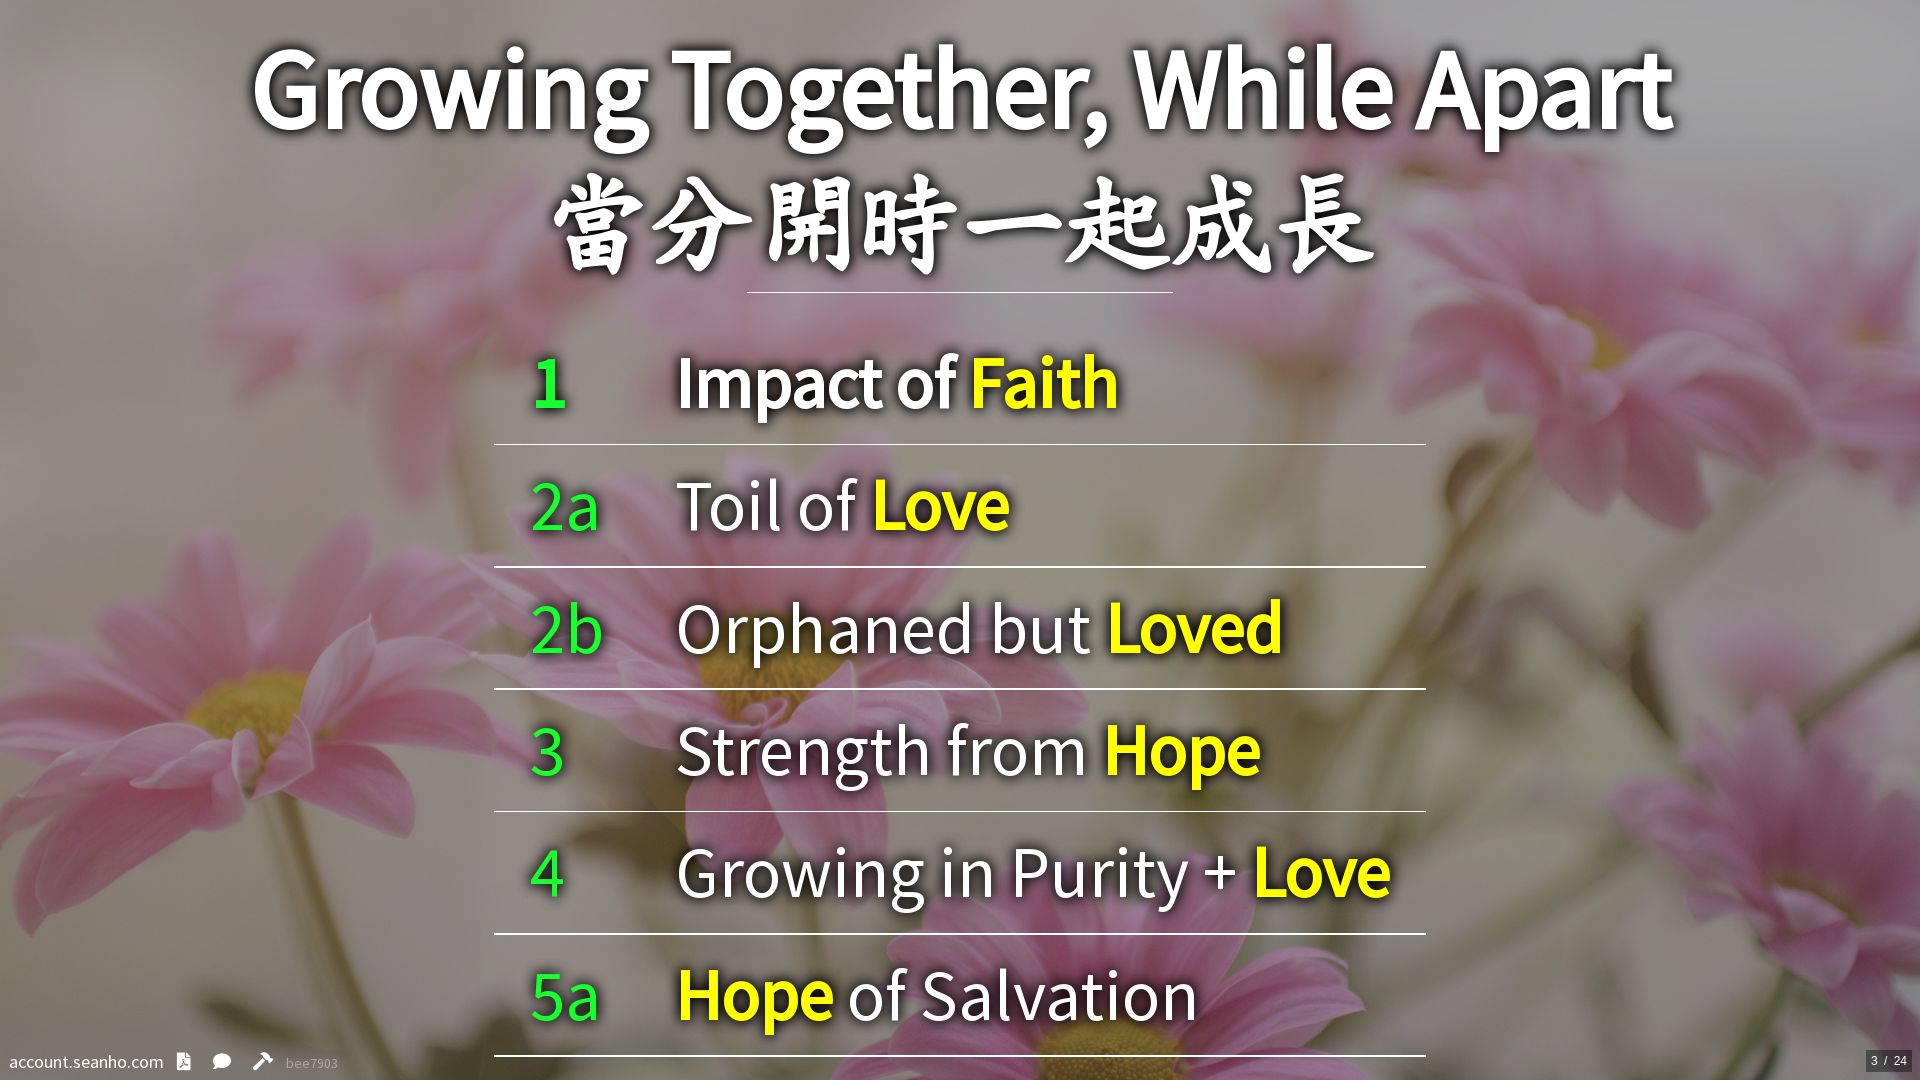 Growing Together, While Apart
當分開時一起成長
1 Impact of Faith
2a Toil of Love
2b Orphaned but Loved
3 Strength from Hope
4 Growing in Purity + Love
5a Hope of Salvation
account.seanho.com bee7903
3 / 24